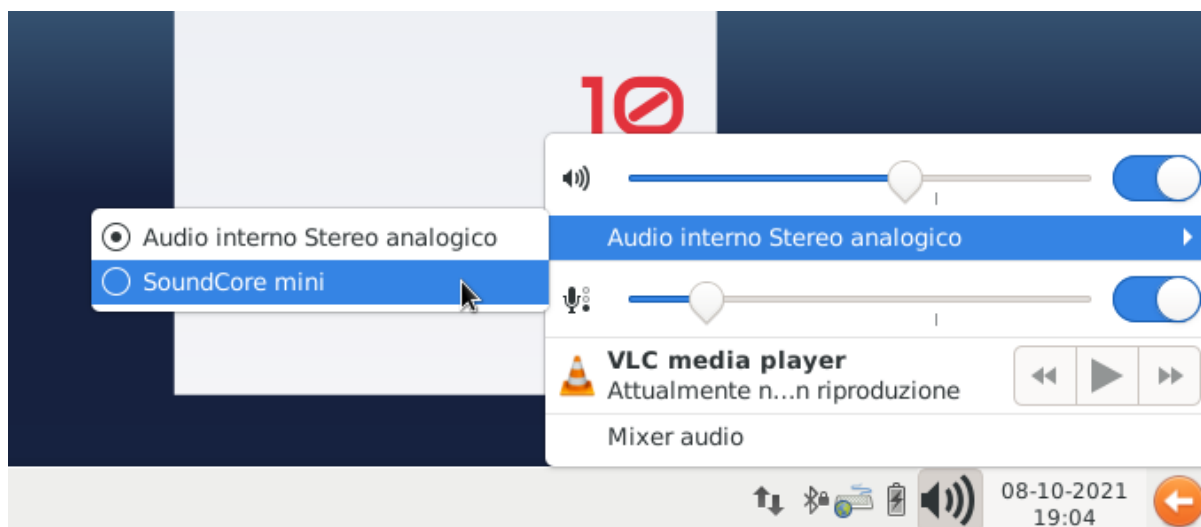 10
Audio interno Stereo analogico
SoundCore mini
Audio interno Stereo analogico
VLC media player
Attualmente n...n riproduzione
Mixer audio
08-10-2021
19:04